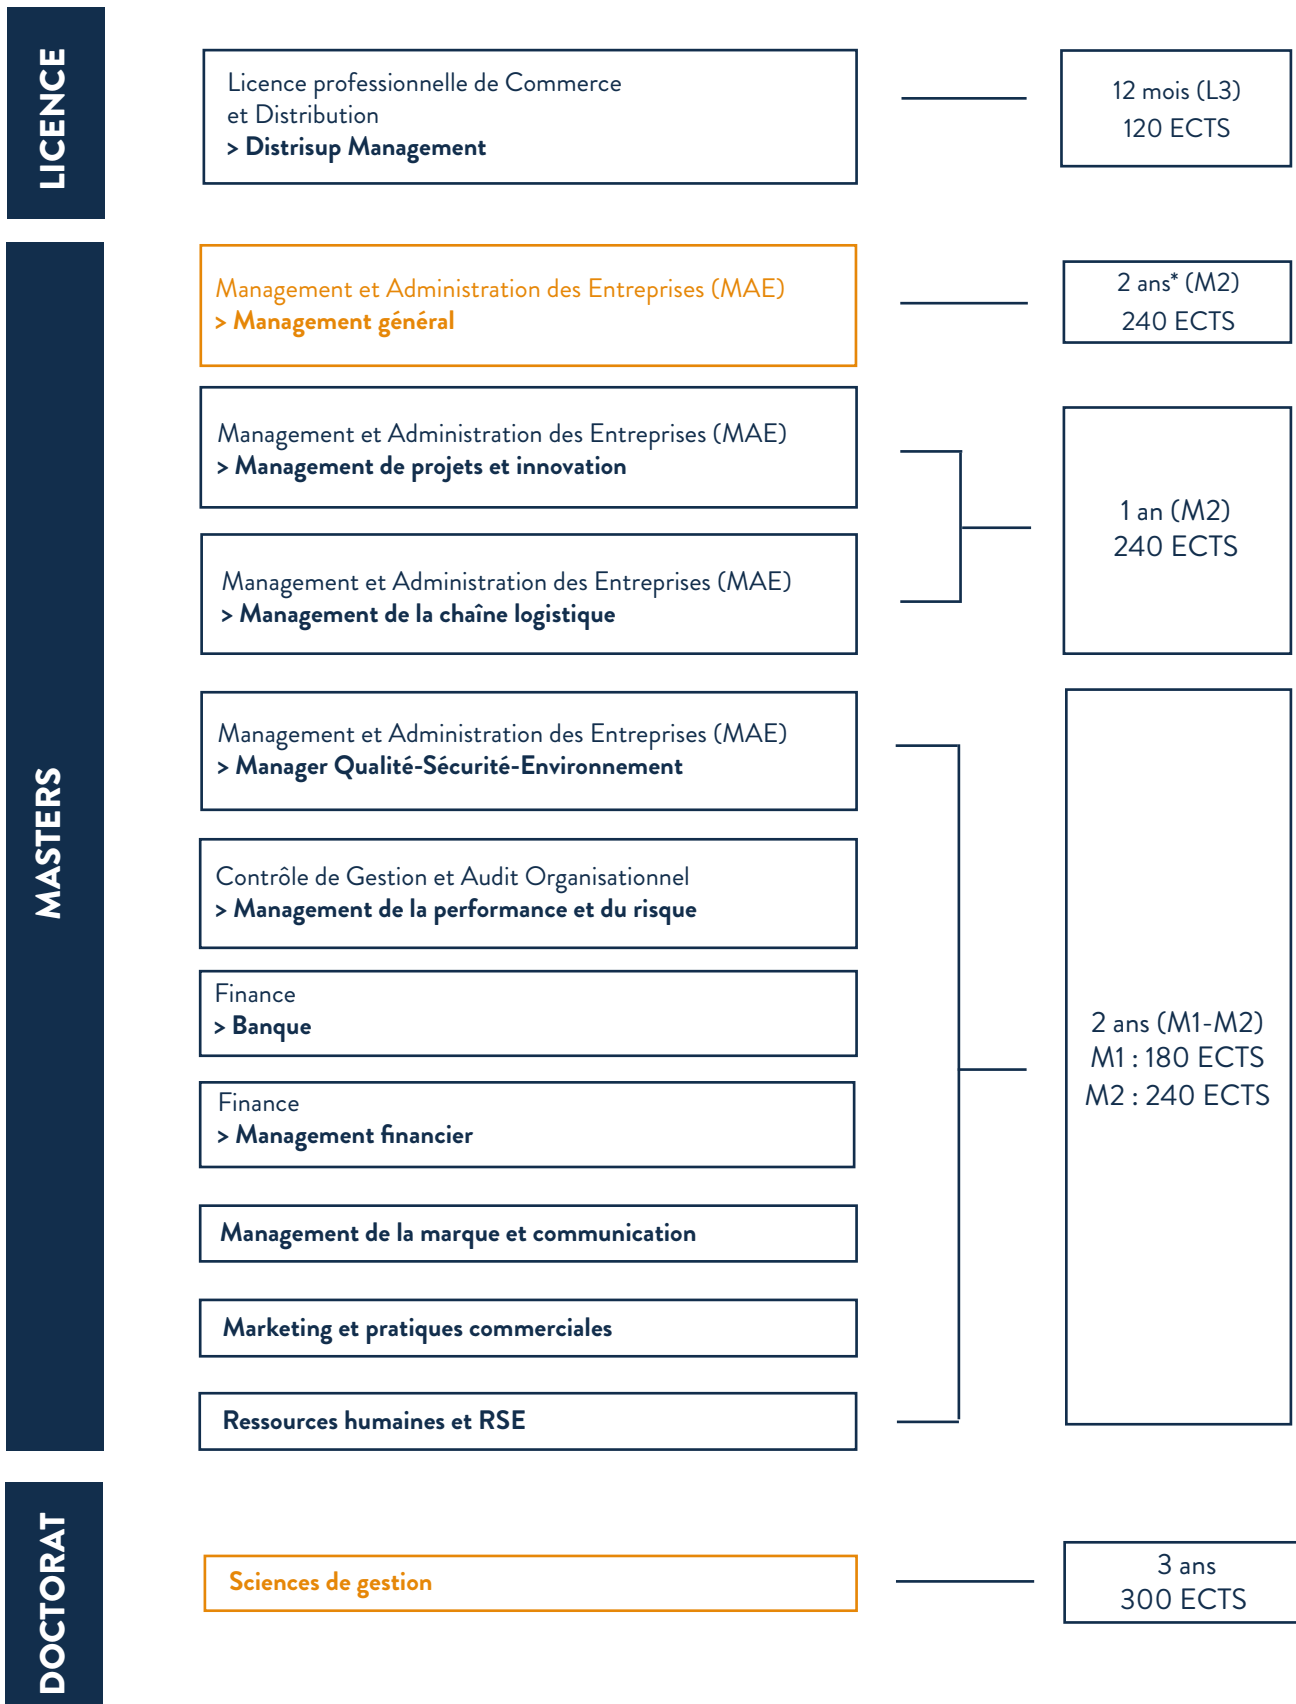 LICENCE
Licence professionnelle de Commerce
et Distribution
> Distrisup Management
12 mois (L3)
120 ECTS
MASTERS
Management et Administration des Entreprises (MAE)
> Management général
2 ans* (M2)
240 ECTS
Management et Administration des Entreprises (MAE)
> Management de projets et innovation
Management et Administration des Entreprises (MAE)
> Management de la chaîne logistique
1 an (M2)
240 ECTS
Management et Administration des Entreprises (MAE)
> Manager Qualité-Sécurité-Environnement
Contrôle de Gestion et Audit Organisationnel
> Management de la performance et du risque
Finance
> Banque
Finance
> Management financier
Management de la marque et communication
Marketing et pratiques commerciales
Ressources humaines et RSE
2 ans (M1-M2)
M1 : 180 ECTS
M2 : 240 ECTS
DOCTORAT
Sciences de gestion
3 ans
300 ECTS